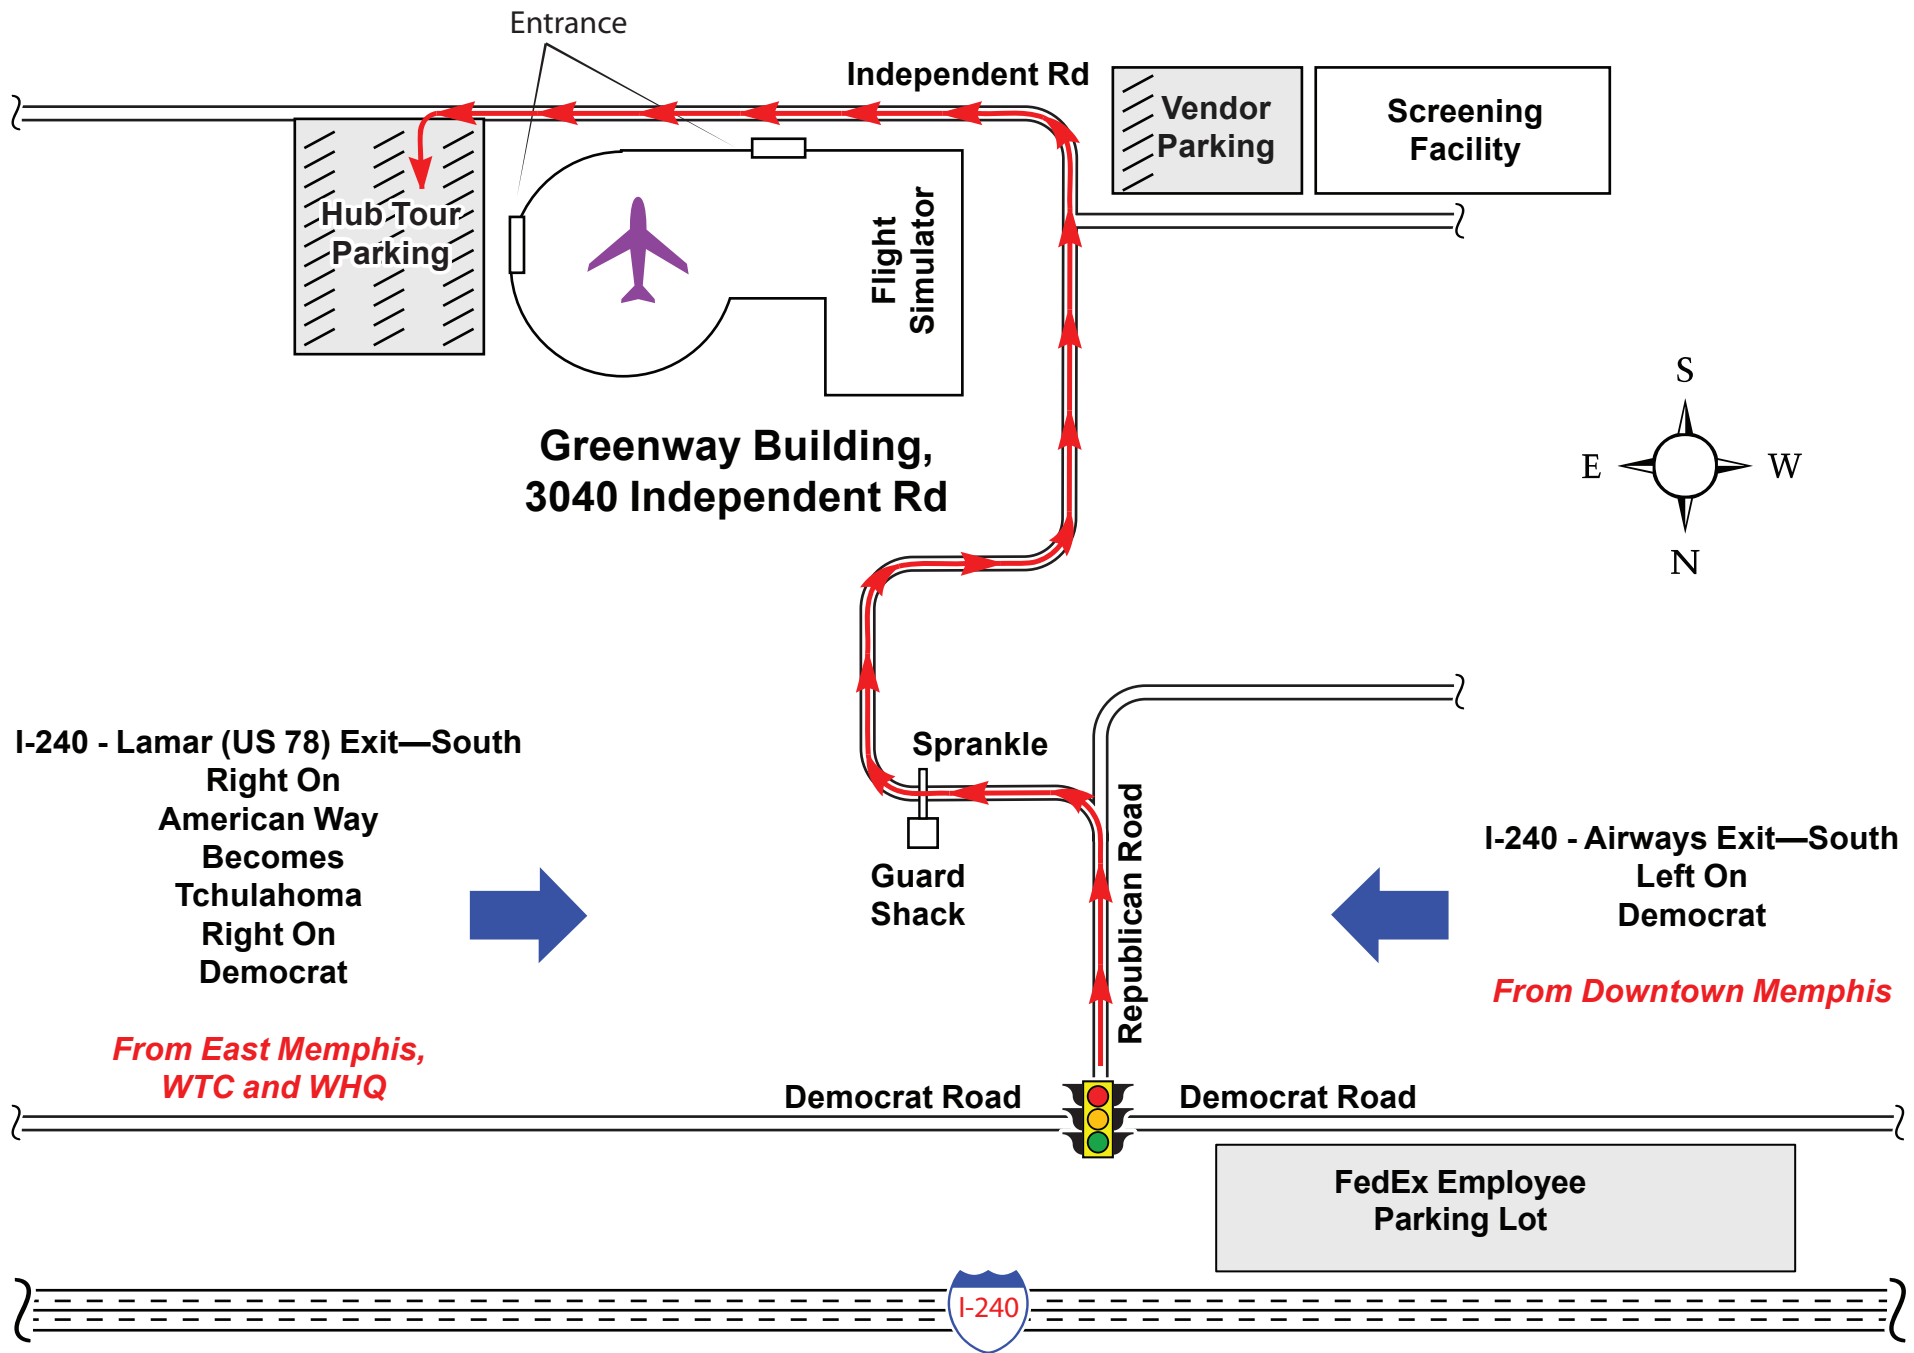 Entrance
Independent Rd
Vendor
Parking
Screening
Facility
Hub Tour
Parking
Flight
Simulator
Greenway Building,
3040 Independent Rd
S
E
W
N
I-240 - Lamar (US 78) Exit—South
Right On
American Way
Becomes
Tchulahoma
Right On
Democrat
From East Memphis,
WTC and WHQ
Sprankle
Guard
Shack
Republican Road
I-240 - Airways Exit—South
Left On
Democrat
From Downtown Memphis
Democrat Road
Democrat Road
FedEx Employee
Parking Lot
I-240